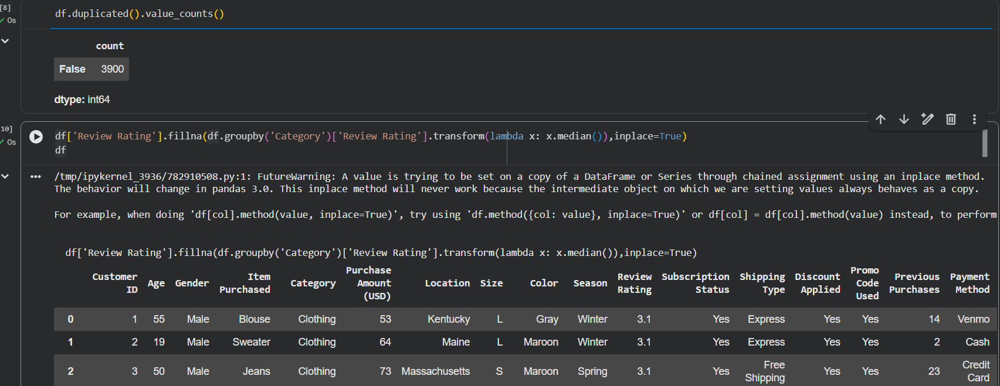 [8]
0s
df.duplicated().value_counts()
count
False 3900
dtype: int64
[10]
0s
df['Review Rating'].fillna(df.groupby('Category')['Review Rating'].transform(lambda x: x.median()),inplace=True)
df
/tmp/ipykernel_3936/782910508.py:1: FutureWarning: A value is trying to be set on a copy of a DataFrame or Series through chained assignment using an inplace method.
The behavior will change in pandas 3.0. This inplace method will never work because the intermediate object on which we are setting values always behaves as a copy.
For example, when doing 'df[col].method(value, inplace=True)', try using 'df.method({col: value}, inplace=True)' or df[col] = df[col].method(value) instead, to perform
df['Review Rating'].fillna(df.groupby('Category')['Review Rating'].transform(lambda x: x.median()),inplace=True)
Customer ID Age Gender Item Purchased Category Purchase Amount (USD) Location Size Color Season Review Rating Subscription Status Shipping Type Discount Applied Promo Code Used Previous Purchases Payment Method
0 1 55 Male Blouse Clothing 53 Kentucky L Gray Winter 3.1 Yes Express Yes Yes 14 Venmo
1 2 19 Male Sweater Clothing 64 Maine L Maroon Winter 3.1 Yes Express Yes Yes 2 Cash
2 3 50 Male Jeans Clothing 73 Massachusetts S Maroon Spring 3.1 Yes Free Shipping Yes Yes 23 Credit Card